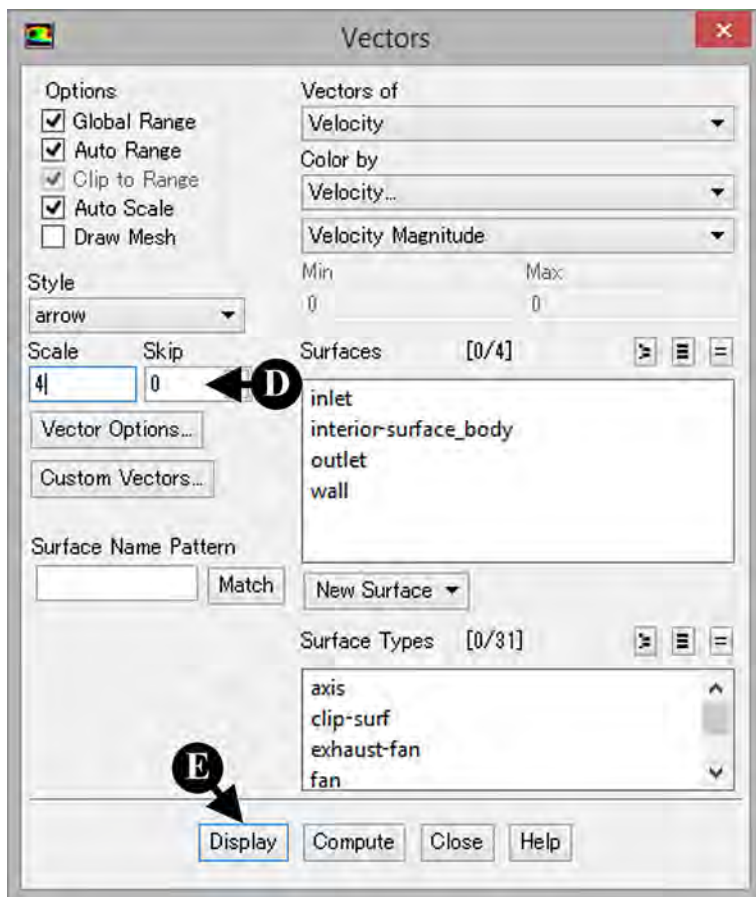 Vectors
Options
Global Range
Auto Range
Clip to Range
Auto Scale
Draw Mesh
Style
arrow
Scale Skip
4 0
D
Vector Options...
Custom Vectors...
Surface Name Pattern
Match
Vectors of
Velocity
Color by
Velocity...
Velocity Magnitude
Min Max
0 0
Surfaces [0/4]
inlet
interior-surface_body
outlet
wall
New Surface
Surface Types [0/31]
axis
clip-surf
exhaust-fan
fan
E
Display Compute Close Help